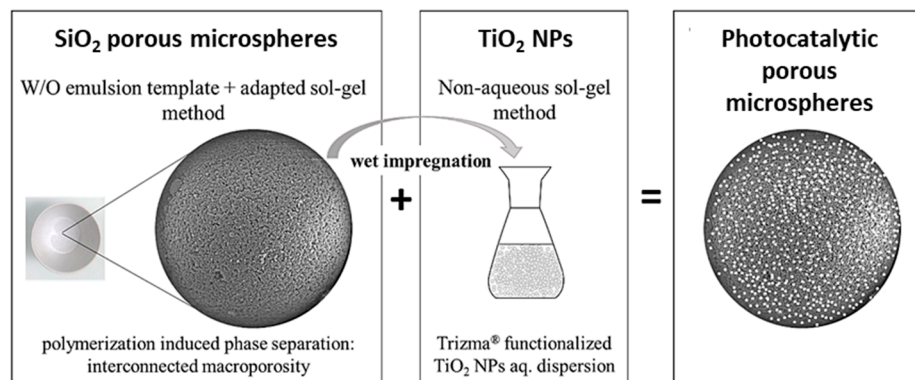 SiO₂ porous microspheres
W/O emulsion template + adapted sol-gel
method
polymerization induced phase separation:
interconnected macroporosity
wet impregnation
+
TiO₂ NPs
Non-aqueous sol-gel
method
Trizma® functionalized
TiO₂ NPs aq. dispersion
=
Photocatalytic
porous
microspheres